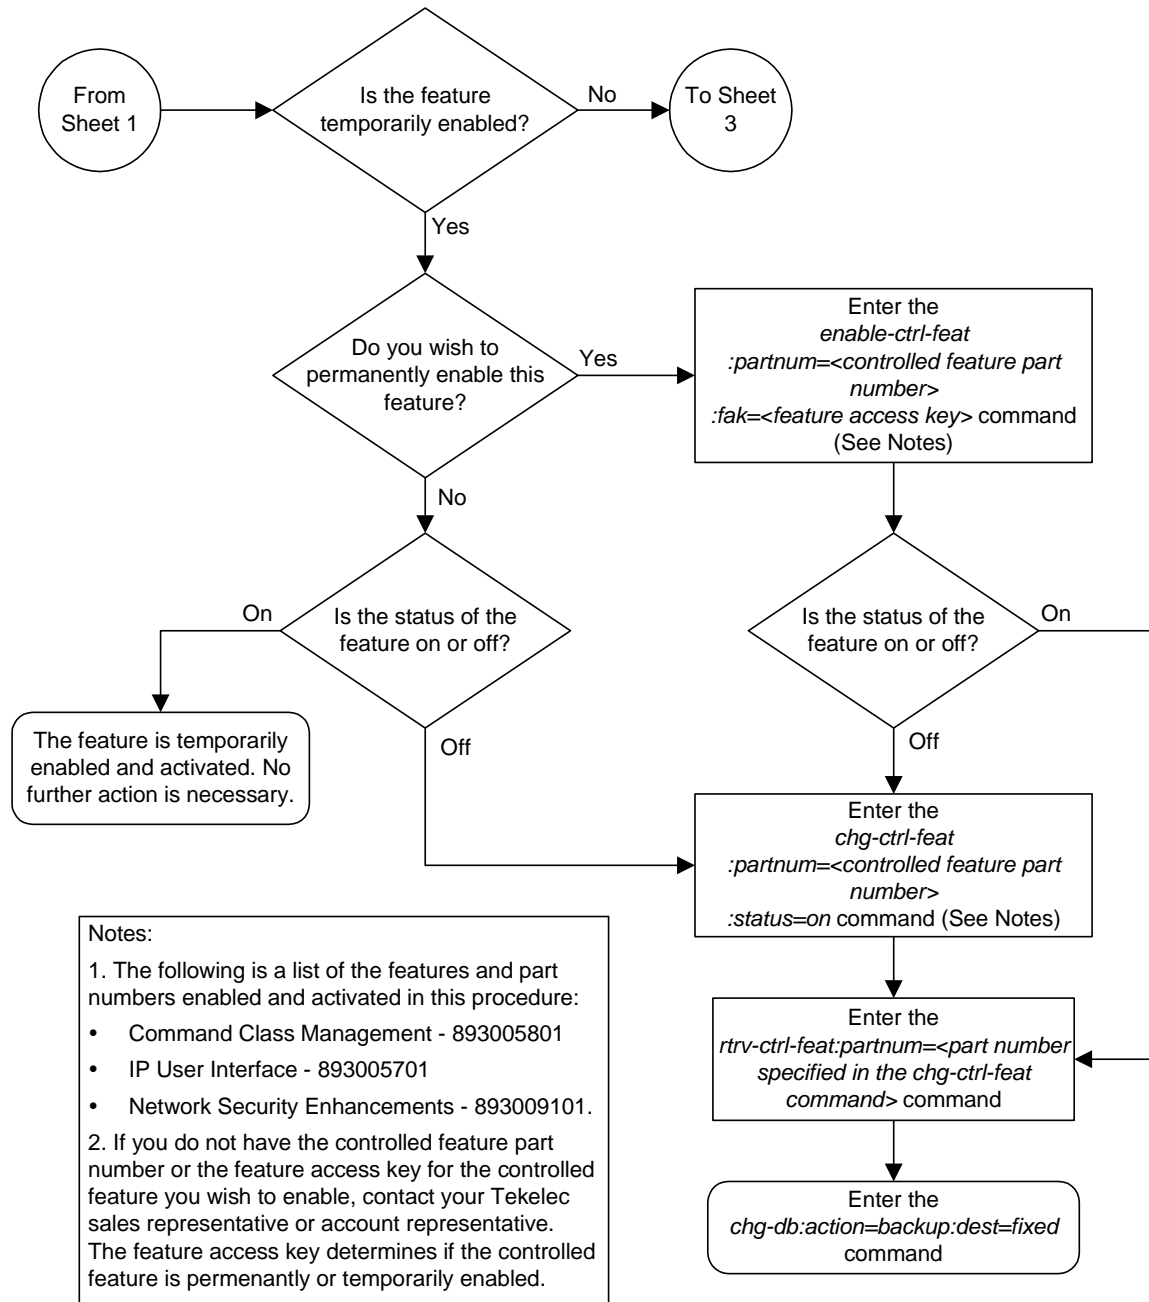 From
Sheet 1
Is the feature
temporarily enabled?
No
To Sheet
3
Yes
Do you wish to
permanently enable this
feature?
Yes
Enter the
enable-ctrl-feat
:partnum=<controlled feature part
number>
:fak=<feature access key> command
(See Notes)
No
Is the status of the
feature on or off?
On
Off
The feature is temporarily
enabled and activated. No
further action is necessary.
Is the status of the
feature on or off?
On
Off
Enter the
chg-ctrl-feat
:partnum=<controlled feature part
number>
:status=on command (See Notes)
Enter the
rtrv-ctrl-feat:partnum=<part number
specified in the chg-ctrl-feat
command> command
Enter the
chg-db:action=backup:dest=fixed
command
Notes:
1. The following is a list of the features and part
numbers enabled and activated in this procedure:
• Command Class Management - 893005801
• IP User Interface - 893005701
• Network Security Enhancements - 893009101.
2. If you do not have the controlled feature part
number or the feature access key for the controlled
feature you wish to enable, contact your Tekelec
sales representative or account representative.
The feature access key determines if the controlled
feature is permenantly or temporarily enabled.